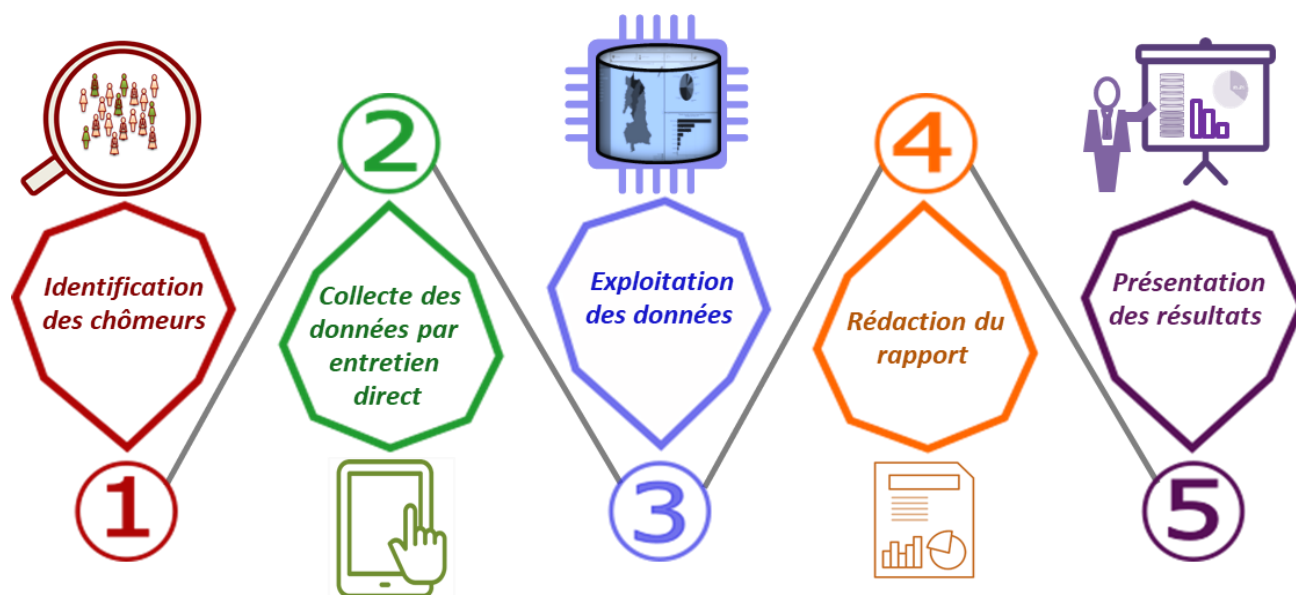 1
Identification
des chômeurs
2
Collecte des
données par
entretien
direct
3
Exploitation
des données
4
Rédaction du
rapport
5
Présentation
des résultats